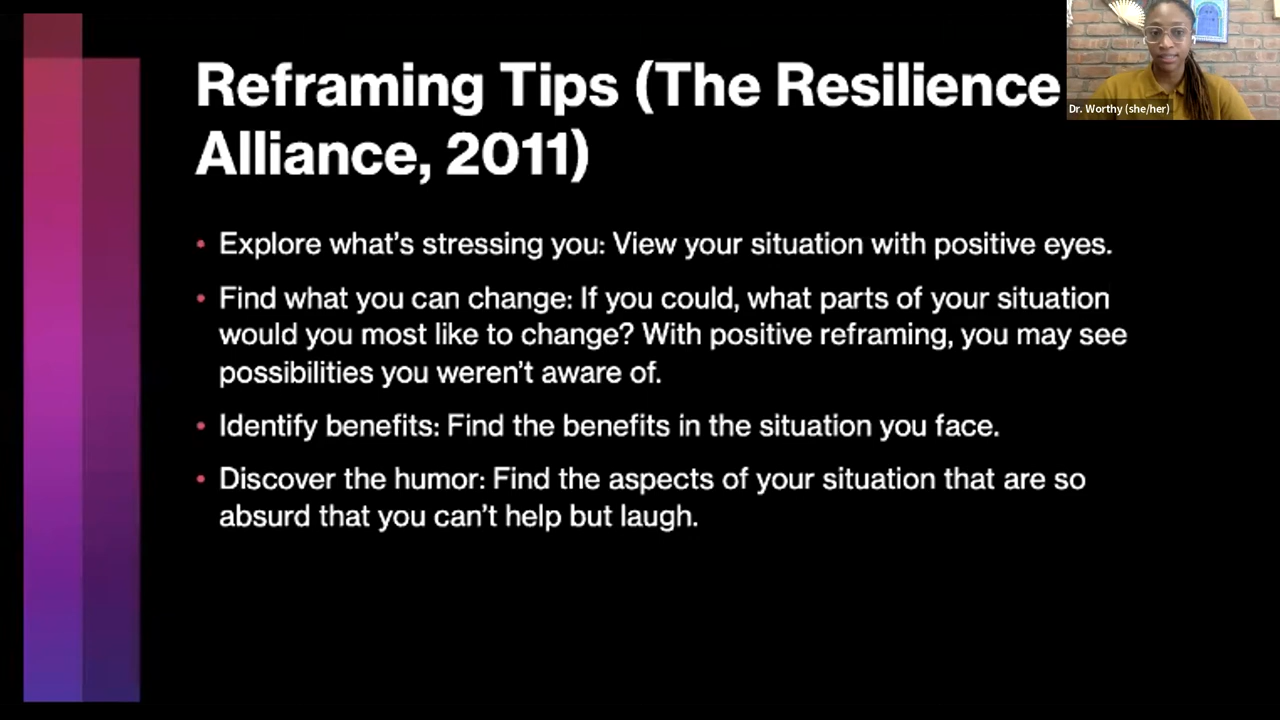 Reframing Tips (The Resilience
Alliance, 2011)
Dr. Worthy (she/her)
• Explore what’s stressing you: View your situation with positive eyes.
• Find what you can change: If you could, what parts of your situation
would you most like to change? With positive reframing, you may see
possibilities you weren’t aware of.
• Identify benefits: Find the benefits in the situation you face.
• Discover the humor: Find the aspects of your situation that are so
absurd that you can’t help but laugh.